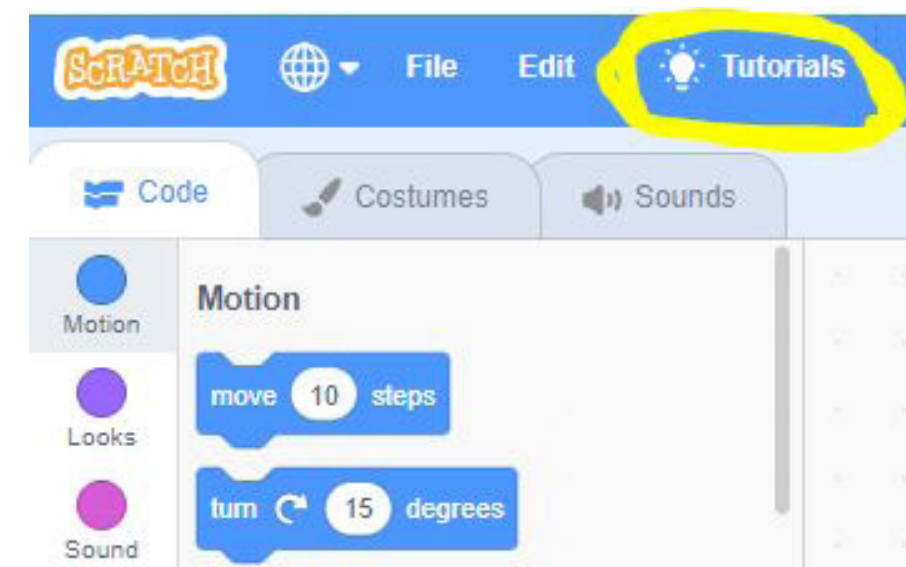 SCRATCH File Edit Tutorials
Code Costumes Sounds
Motion
Looks
Sound
Motion
move 10 steps
turn 15 degrees